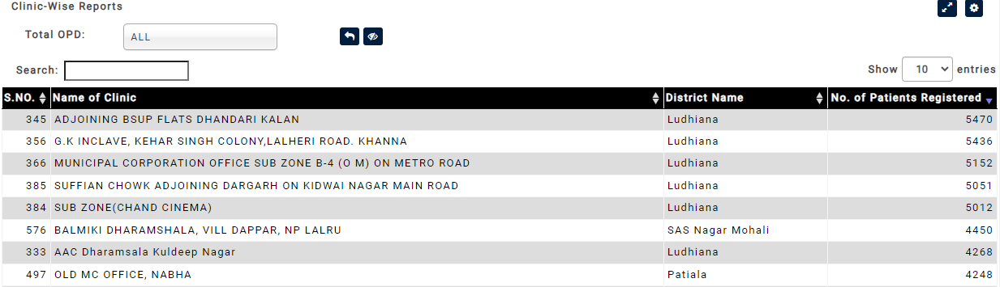 Clinic-Wise Reports
Total OPD: ALL
Search: Show 10 entries
S.NO. Name of Clinic District Name No. of Patients Registered
345 ADJOINING BSUP FLATS DHANDARI KALAN Ludhiana 5470
356 G.K INCLAVE, KEHAR SINGH COLONY,LALHERI ROAD. KHANNA Ludhiana 5436
366 MUNICIPAL CORPORATION OFFICE SUB ZONE B-4 (O M) ON METRO ROAD Ludhiana 5152
385 SUFFIAN CHOWK ADJOINING DARGARH ON KIDWAI NAGAR MAIN ROAD Ludhiana 5051
384 SUB ZONE(CHAND CINEMA) Ludhiana 5012
576 BALMIKI DHARAMSHALA, VILL DAPPAR, NP LALRU SAS Nagar Mohali 4450
333 AAC Dharamsala Kuldeep Nagar Ludhiana 4268
497 OLD MC OFFICE, NABHA Patiala 4248